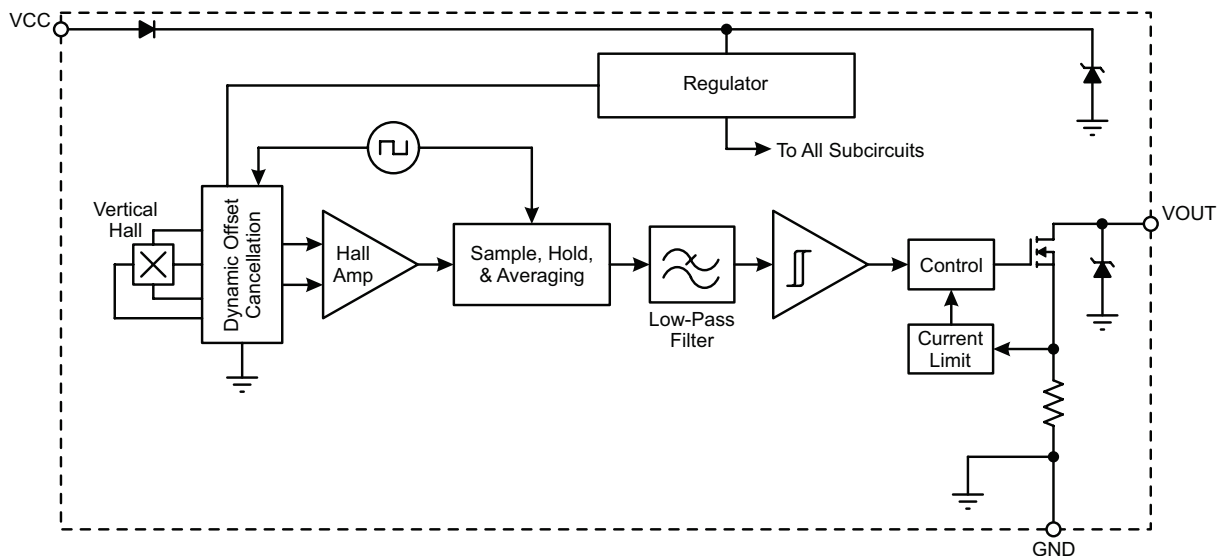 VCC
Regulator
To All Subcircuits
Vertical
Hall
Dynamic Offset
Cancellation
Hall
Amp
Sample, Hold,
& Averaging
Low-Pass
Filter
Control
Current
Limit
VOUT
GND